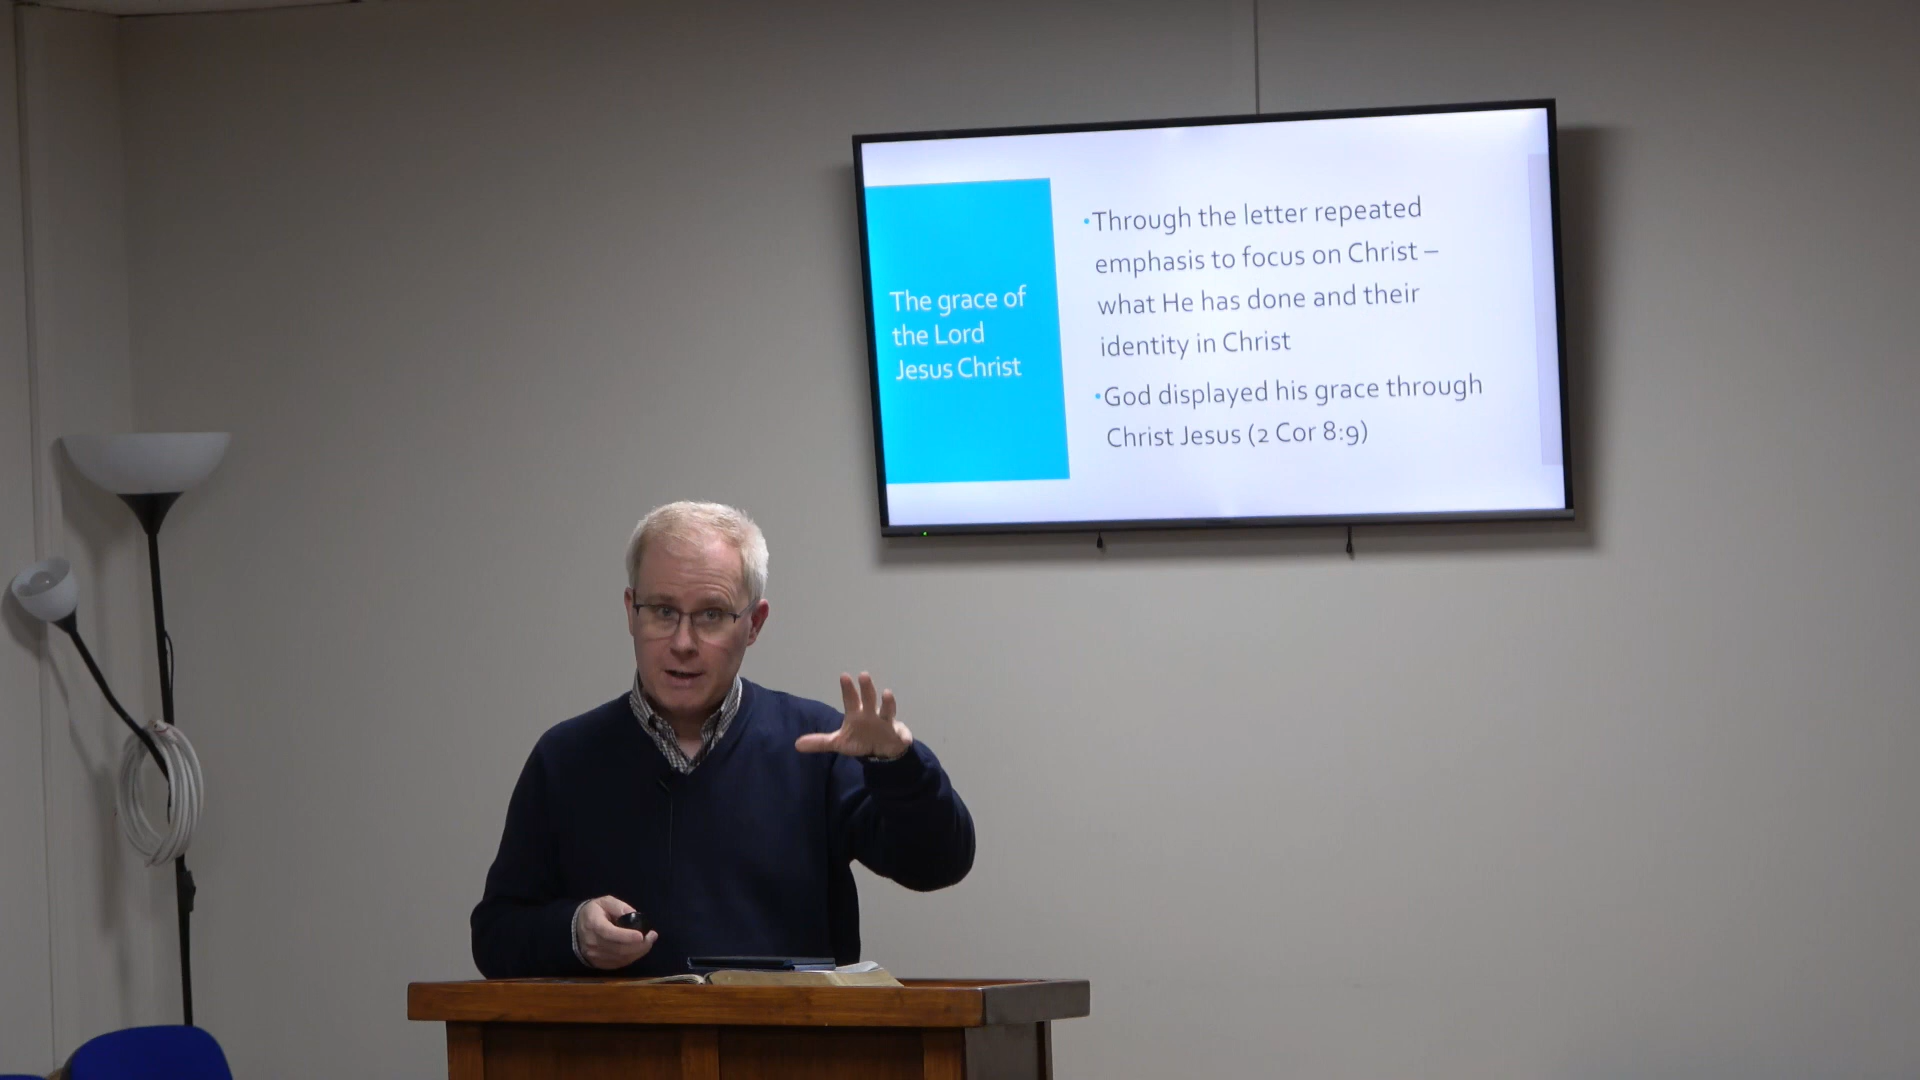 The grace of
the Lord
Jesus Christ
•Through the letter repeated
emphasis to focus on Christ –
what He has done and their
identity in Christ
•God displayed his grace through
Christ Jesus (2 Cor 8:9)